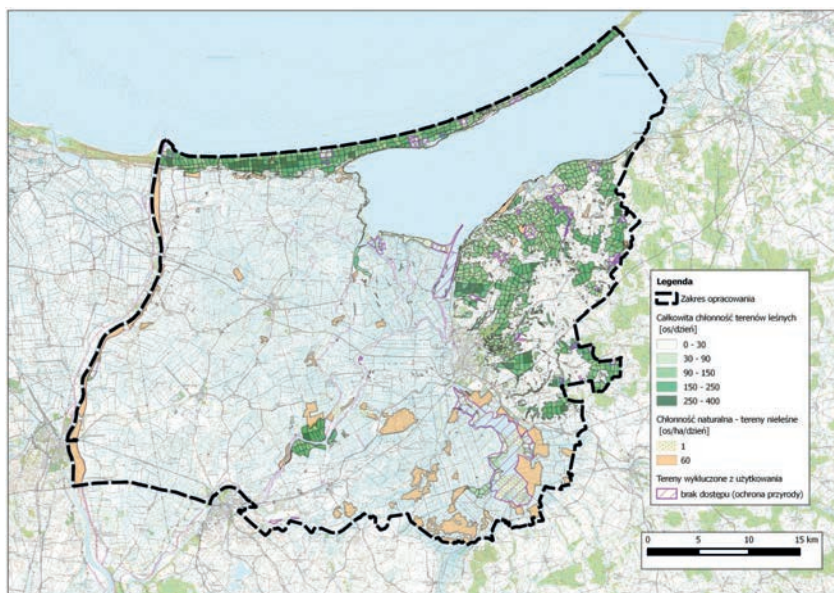 Legenda
Zakres opracowania
Całkowita chłonność terenów leśnych
[os/dzień]
0 - 30
30 - 90
90 - 150
150 - 250
250 - 400
Chłonność naturalna - tereny nieleśne
[os/ha/dzień]
1
60
Tereny wykluczone z użytkowania
brak dostępu (ochrona przyrody)
0 5 10 15 km